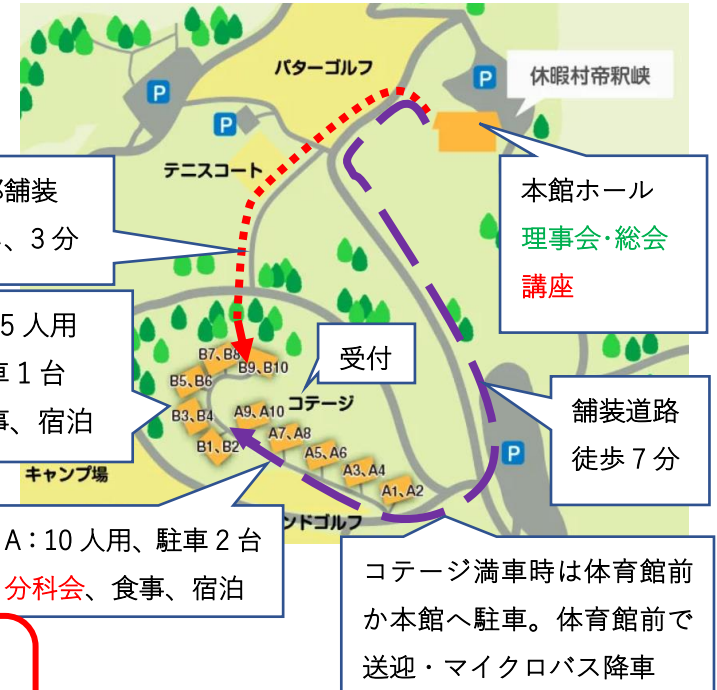 パターゴルフ
P
休暇村帝釈峡
P
P
テニスコート
本館ホール
理事会･総会
講座
舗装
、3分
5人用
車1台
、宿泊
受付
B7、B8
B9、B10
B5、B6
コテージ
B3、B4
A9、A10
A7、A8
B1、B2
A5、A6
A3、A4
A1、A2
舗装道路
徒歩7分
P
キャンプ場
ンドゴルフ
A：10人用、駐車2台
分科会、食事、宿泊
コテージ満車時は体育館前
か本館へ駐車。体育館前で
送迎・マイクロバス降車